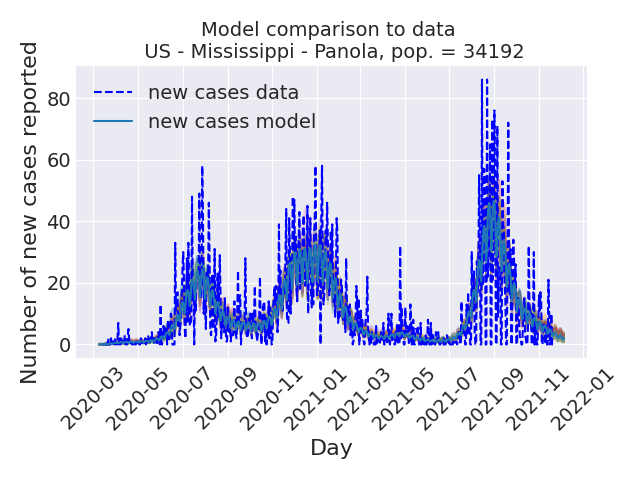 Model comparison to data
US - Mississippi - Panola, pop. = 34192
Number of new cases reported
80
60
40
20
0
new cases data
new cases model
2020-03
2020-05
2020-07
2020-09
2020-11
2021-01
2021-03
2021-05
2021-07
2021-09
2021-11
2022-01
Day